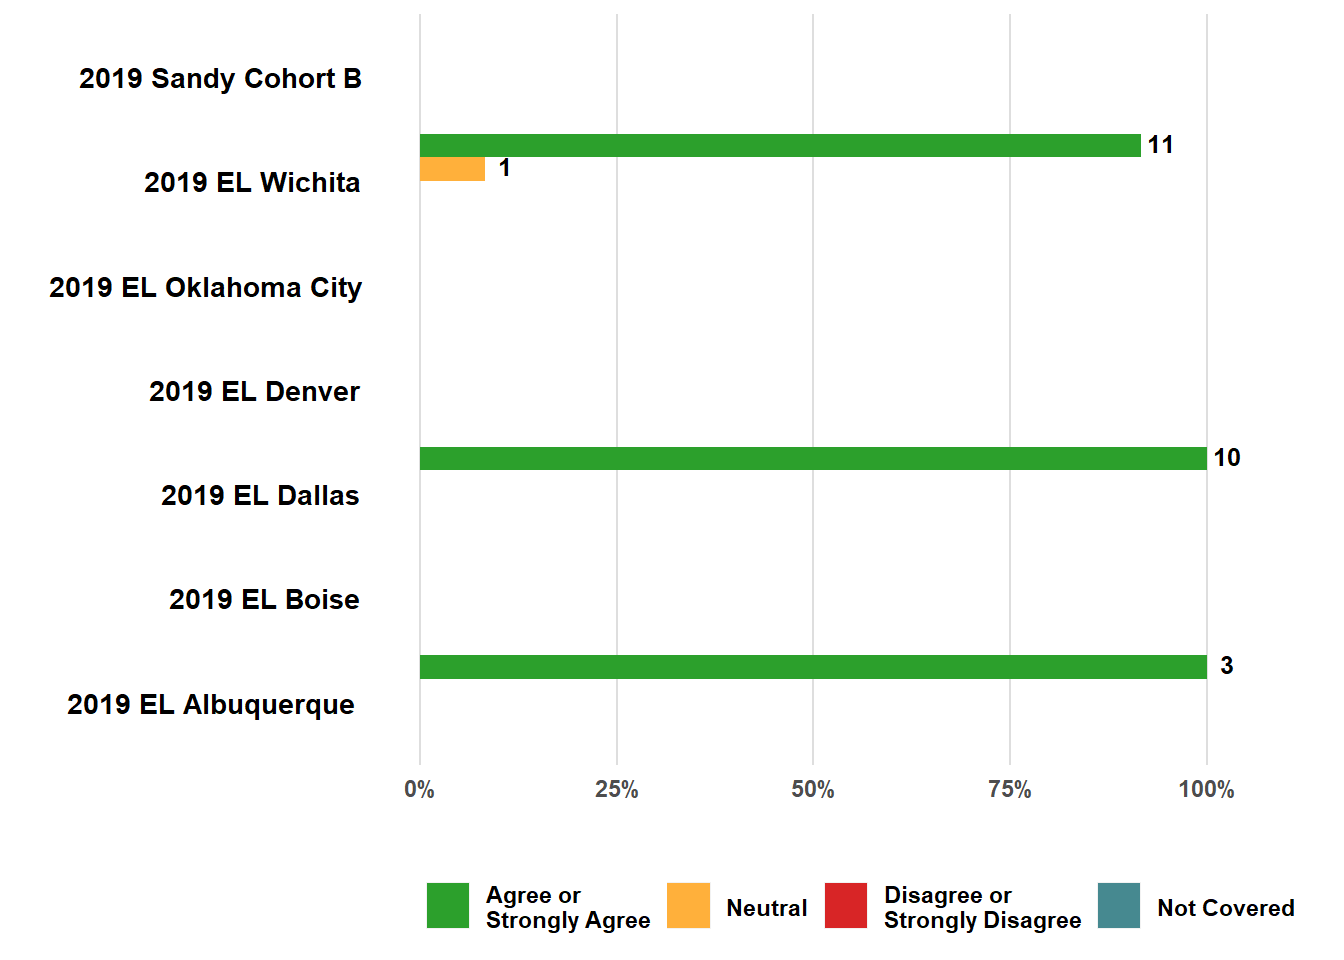 2019 Sandy Cohort B
11
1
2019 EL Wichita
2019 EL Oklahoma City
2019 EL Denver
10
2019 EL Dallas
2019 EL Boise
3
2019 EL Albuquerque
0% 25% 50% 75% 100%
Agree or
Strongly Agree
Neutral
Disagree or
Strongly Disagree
Not Covered